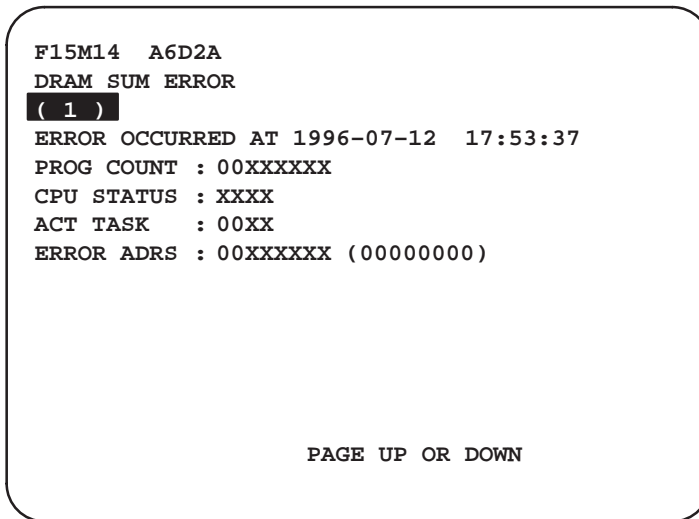 F15M14 A6D2A
DRAM SUM ERROR
( 1 )
ERROR OCCURRED AT 1996-07-12 17:53:37
PROG COUNT : 00XXXXXX
CPU STATUS : XXXX
ACT TASK : 00XX
ERROR ADRS : 00XXXXXX (00000000)
PAGE UP OR DOWN